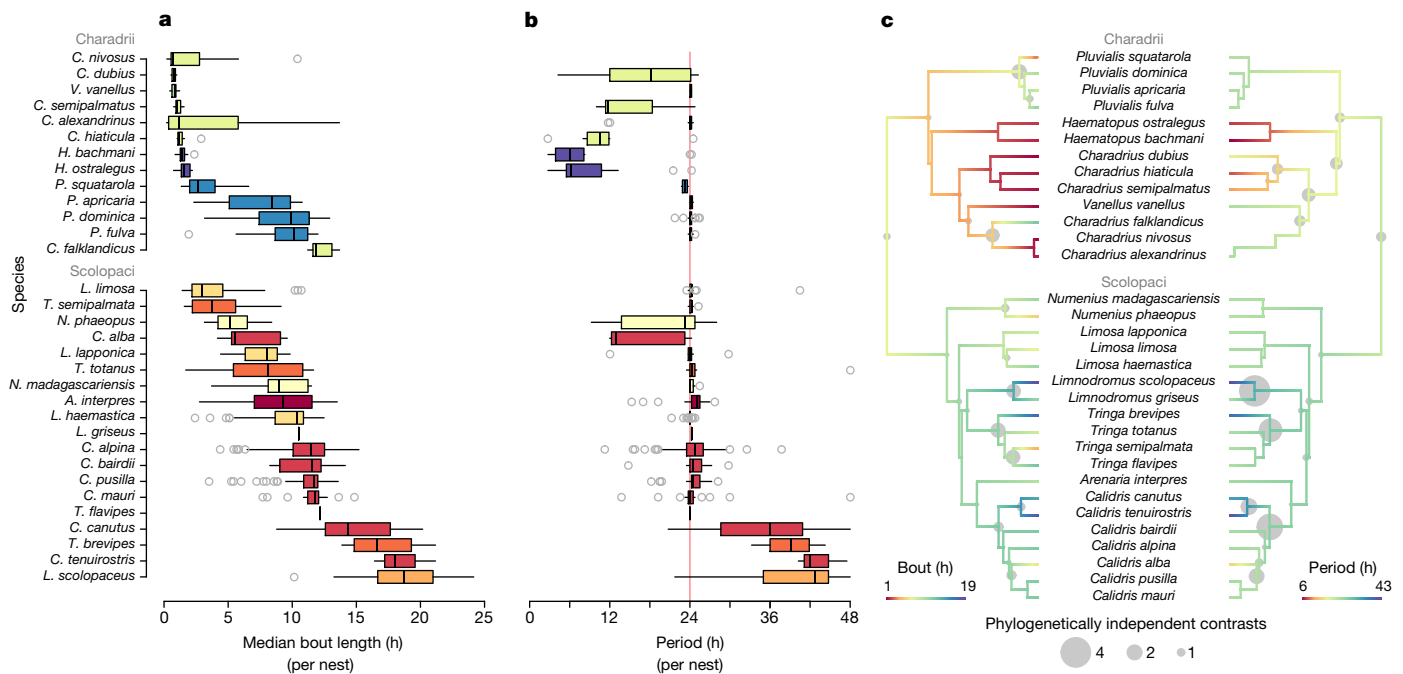 a
Charadrii
C. nivosus
C. dubius
V. vanellus
C. semipalmatus
C. alexandrinus
C. hiaticula
H. bachmani
H. ostralegus
P. squatarola
P. apricaria
P. dominica
P. fulva
C. falklandicus
Species
Scolopaci
L. limosa
T. semipalmata
N. phaeopus
C. alba
L. lapponica
T. totanus
N. madagascariensis
A. interpres
L. haemastica
L. griseus
C. alpina
C. bairdii
C. pusilla
C. mauri
T. flavipes
C. canutus
T. brevipes
C. tenuirostris
L. scolopaceus
0 5 10 15 20 25
Median bout length (h)
(per nest)
b
0 12 24 36 48
Period (h)
(per nest)
c
Charadrii
Pluvialis squatarola
Pluvialis dominica
Pluvialis apricaria
Pluvialis fulva
Haematopus ostralegus
Haematopus bachmani
Charadrius dubius
Charadrius hiaticula
Charadrius semipalmatus
Vanellus vanellus
Charadrius falklandicus
Charadrius nivosus
Charadrius alexandrinus
Scolopaci
Numenius madagascariensis
Numenius phaeopus
Limosa lapponica
Limosa limosa
Limosa haemastica
Limnodromus scolopaceus
Limnodromus griseus
Tringa brevipes
Tringa totanus
Tringa semipalmata
Tringa flavipes
Arenaria interpres
Calidris canutus
Calidris tenuirostris
Calidris bairdii
Calidris alpina
Calidris alba
Calidris pusilla
Calidris mauri
Bout (h)
1 19
Period (h)
6 43
Phylogenetically independent contrasts
4 2 1